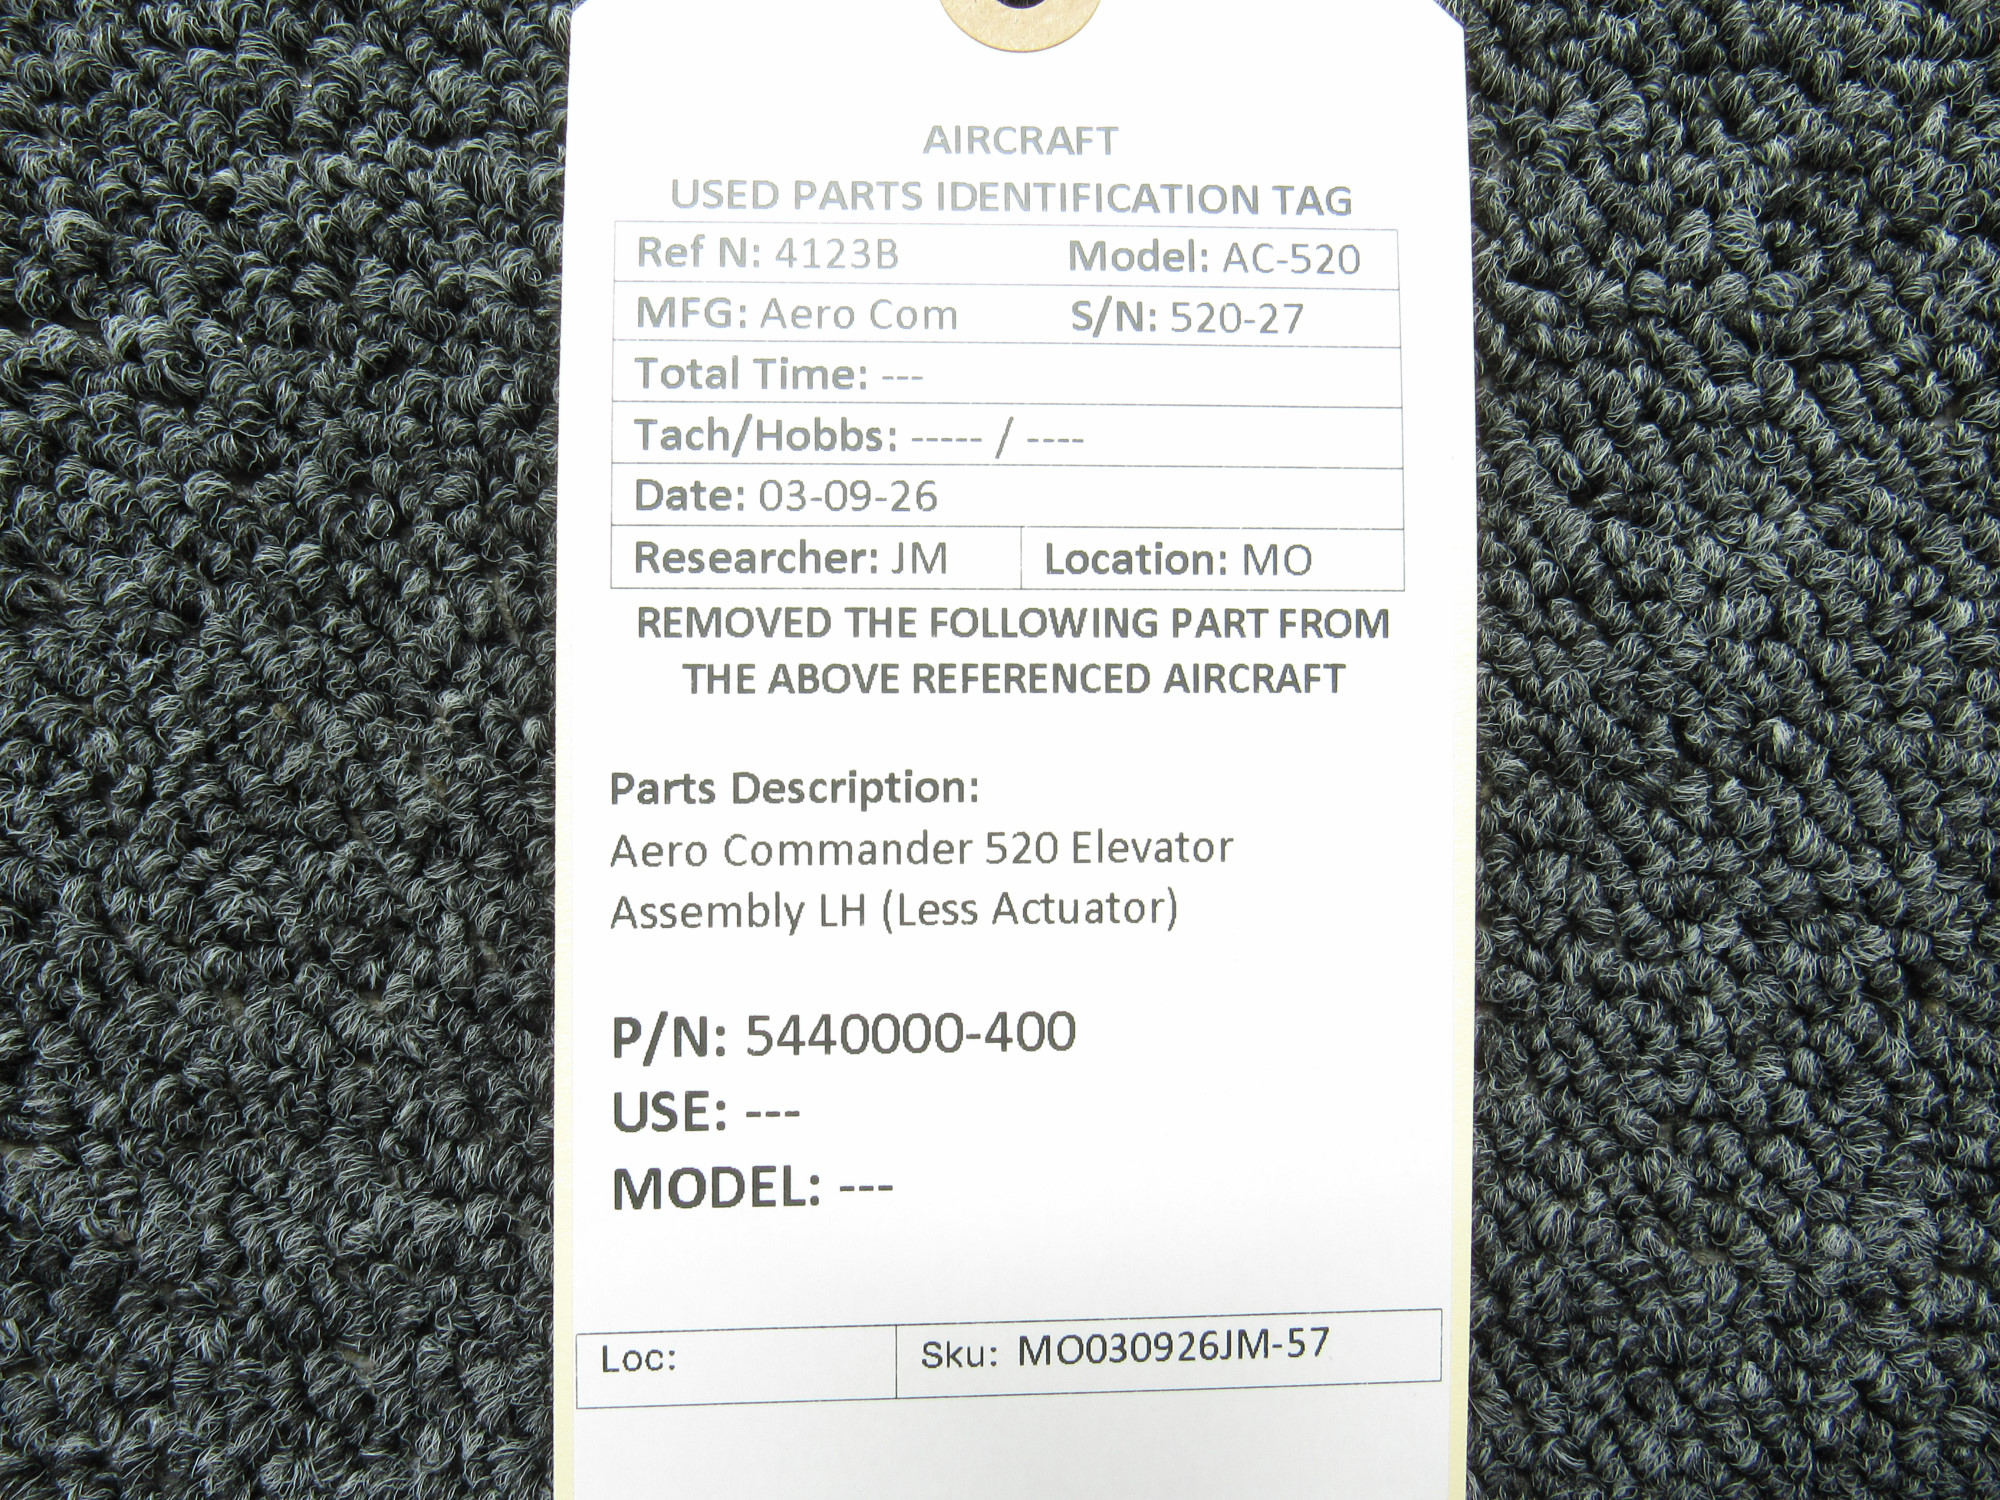 AIRCRAFT
USED PARTS IDENTIFICATION TAG
Ref N: 4123B Model: AC-520
MFG: Aero Com S/N: 520-27
Total Time: ---
Tach/Hobbs: ----- / ----
Date: 03-09-26
Researcher: JM Location: MO
REMOVED THE FOLLOWING PART FROM
THE ABOVE REFERENCED AIRCRAFT
Parts Description:
Aero Commander 520 Elevator
Assembly LH (Less Actuator)
P/N: 5440000-400
USE: ---
MODEL: ---
Loc: Sku: MO030926JM-57